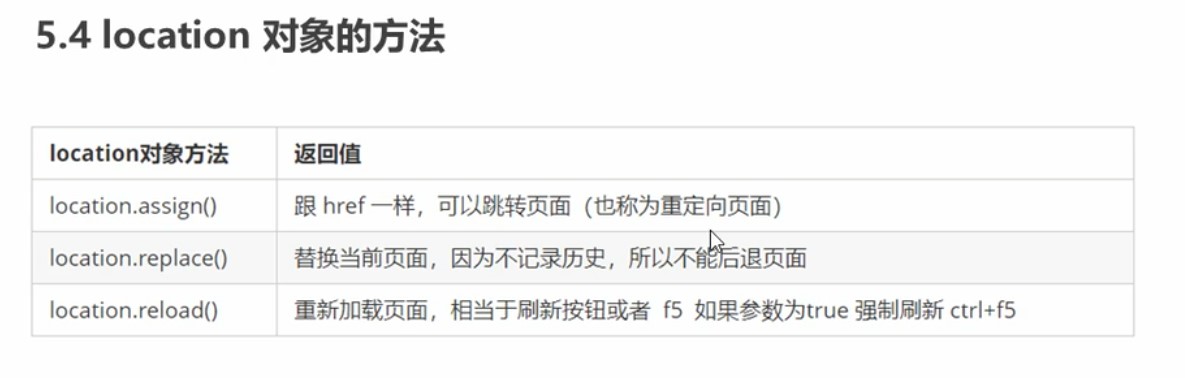 5.4 location 对象的方法
location对象方法 返回值
location.assign() 跟 href 一样，可以跳转页面（也称为重定向页面）
location.replace() 替换当前页面，因为不记录历史，所以不能后退页面
location.reload() 重新加载页面，相当于刷新按钮或者 f5 如果参数为true 强制刷新 ctrl+f5